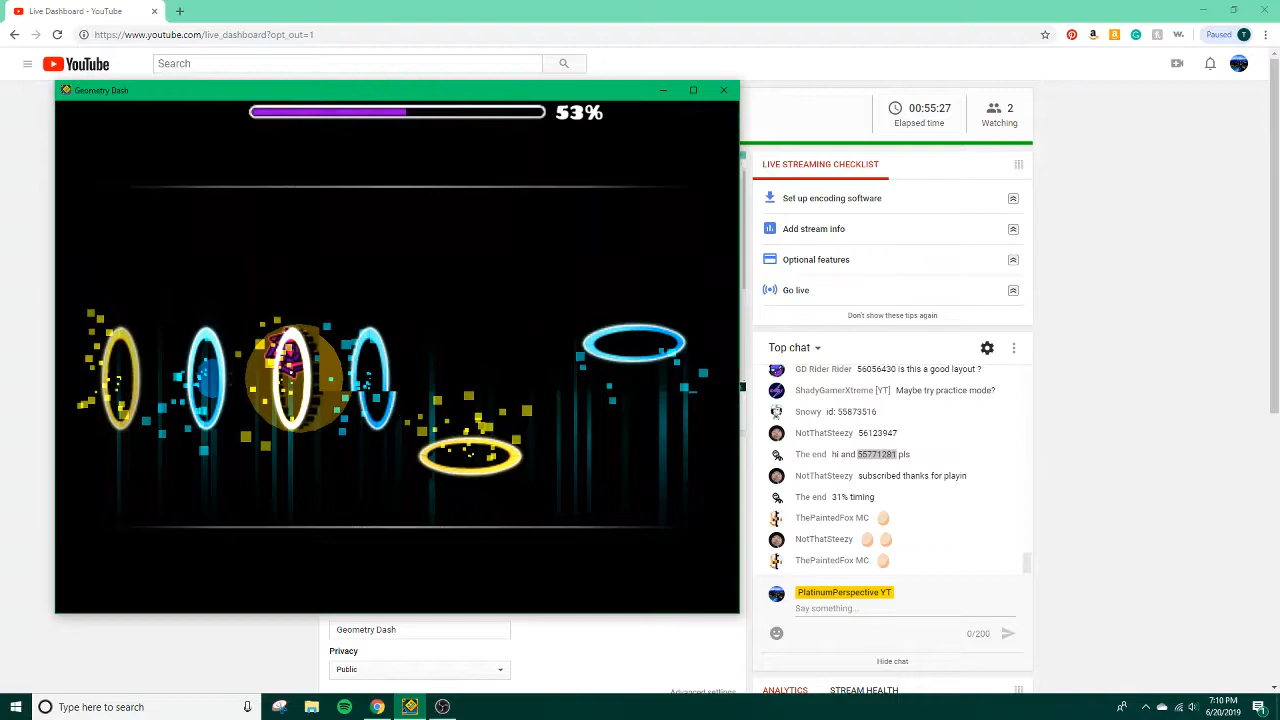 Live Dashboard - YouTube
https://www.youtube.com/live_dashboard?opt_out=1
Paused T
YouTube
Search
Geometry Dash
53%
00:55:27
Elapsed time
2
Watching
LIVE STREAMING CHECKLIST
Set up encoding software
Add stream info
Optional features
Go live
Don't show these tips again
Top chat
GD Rider Rider 56056430 is this a good layout ?
ShadyGamerXtreme [YT] Maybe try practice mode?
Snowy id: 55873516
NotThatSteezy 56123947
The end hi and 55771281 pls
NotThatSteezy subscribed thanks for playin
The end 31% timing
ThePaintedFox MC
NotThatSteezy
ThePaintedFox MC
PlatinumPerspective YT
Say something...
0/200
Hide chat
Geometry Dash
Privacy
Public
Advanced settings
ANALYTICS STREAM HEALTH
Type here to search
7:10 PM
6/20/2019